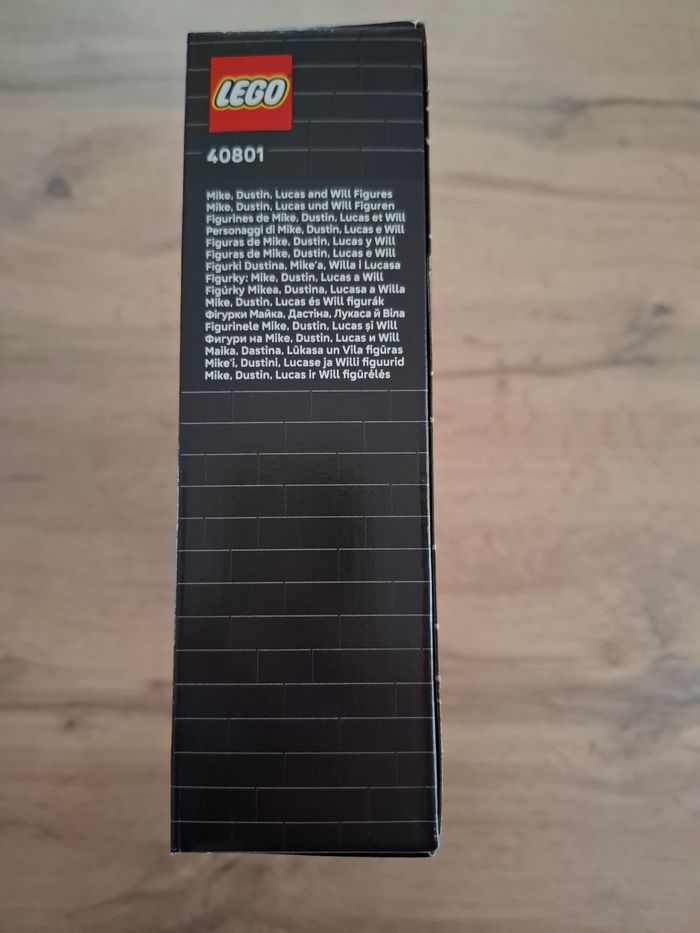 LEGO
40801
Mike, Dustin, Lucas and Will Figures
Mike, Dustin, Lucas und Will Figuren
Figurines de Mike, Dustin, Lucas et Will
Personaggi di Mike, Dustin, Lucas e Will
Figuras de Mike, Dustin, Lucas y Will
Figuras de Mike, Dustin, Lucas e Will
Figurki Dustina, Mike'a, Willa i Lucasa
Figurky: Mike, Dustin, Lucas a Will
Figúrky Mikea, Dustina, Lucasa a Willa
Mike, Dustin, Lucas és Will figurák
Фігурки Майка, Дастіна, Лукаса й Віла
Figurinele Mike, Dustin, Lucas și Will
Фигури на Mike, Dustin, Lucas и Will
Maika, Dastina, Lūkasa un Vila figūras
Mike'i, Dustini, Lucase ja Willi figuurid
Mike, Dustin, Lucas ir Will figūrėlės